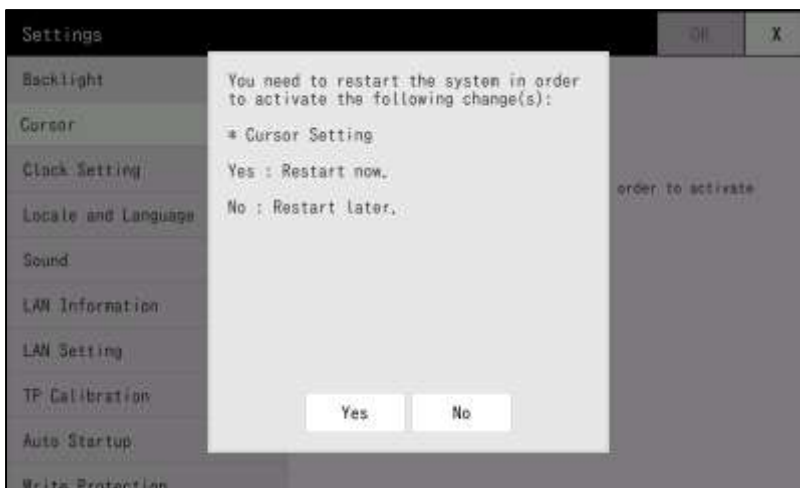 Settings
OK
X
Backlight
Cursor
Clock Setting
Locale and Language
Sound
LAN Information
LAN Setting
TP Calibration
Auto Startup
Write Protection
order to activate
You need to restart the system in order
to activate the following change(s):
* Cursor Setting
Yes : Restart now.
No : Restart later.
Yes
No